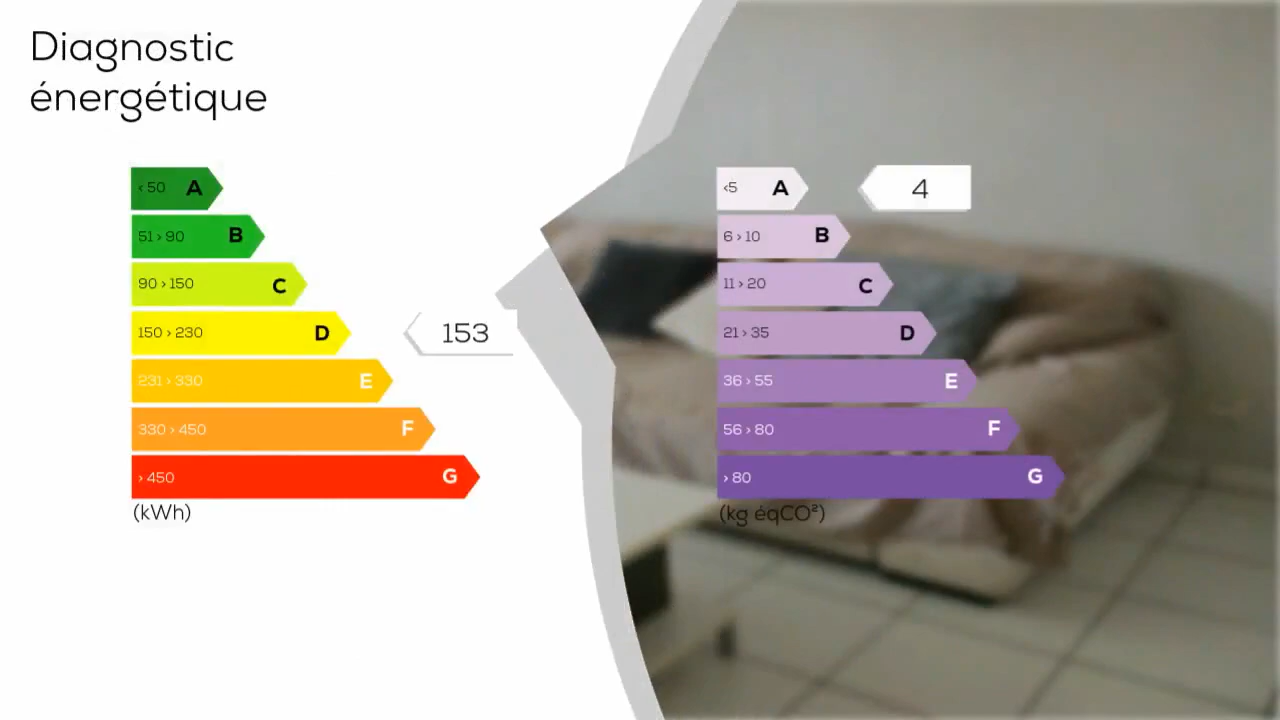 Diagnostic
énergétique
< 50 A
51 > 90 B
90 > 150 C
150 > 230 D
153
231 > 330 E
330 > 450 F
> 450 G
(kWh)
<5 A
4
6 > 10 B
11 > 20 C
21 > 35 D
36 > 55 E
56 > 80 F
> 80 G
(kg éqCO²)